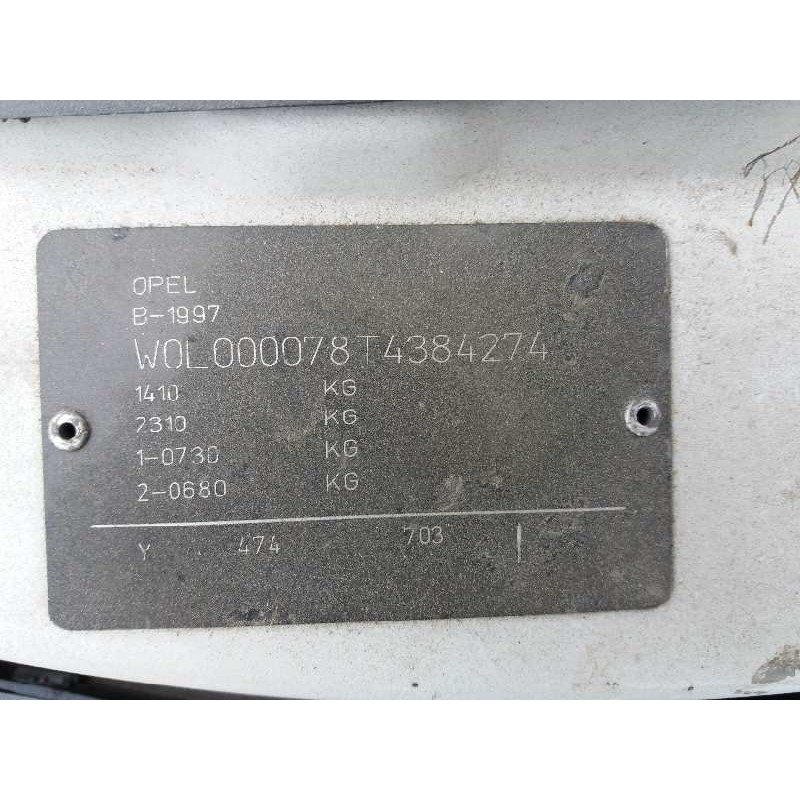 OPEL
B-1997
W0L000078T4384274
1410 KG
2310 KG
1-0730 KG
2-0680 KG
Y 474 703 |